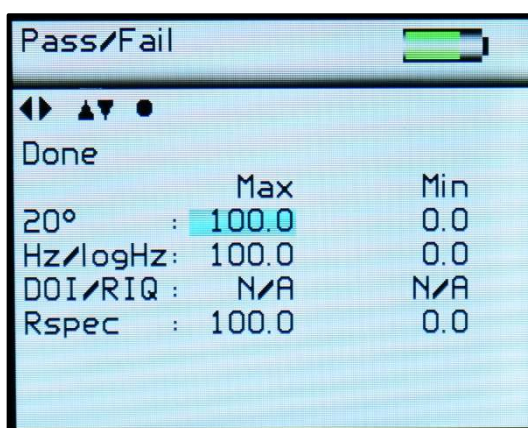 Pass/Fail
Done
Max Min
20° : 100.0 0.0
Hz/logHz: 100.0 0.0
DOI/RIQ : N/A N/A
Rspec : 100.0 0.0